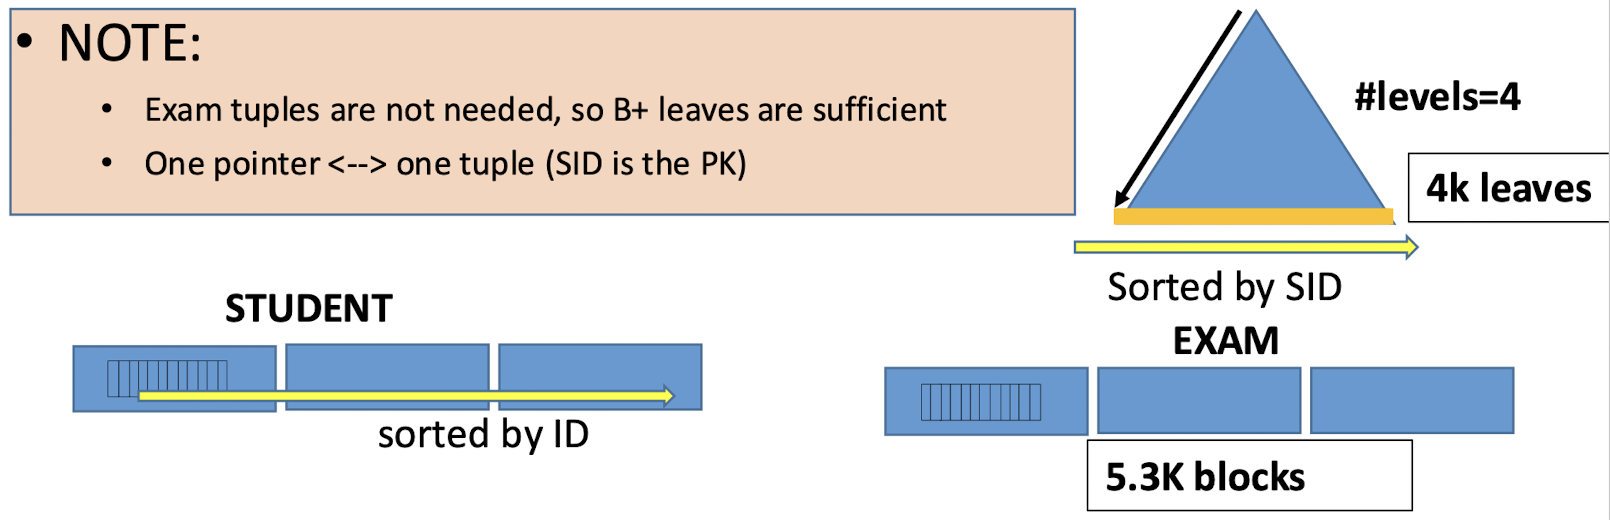 • NOTE:
• Exam tuples are not needed, so B+ leaves are sufficient
• One pointer <--> one tuple (SID is the PK)
#levels=4
4k leaves
Sorted by SID
STUDENT
sorted by ID
EXAM
5.3K blocks